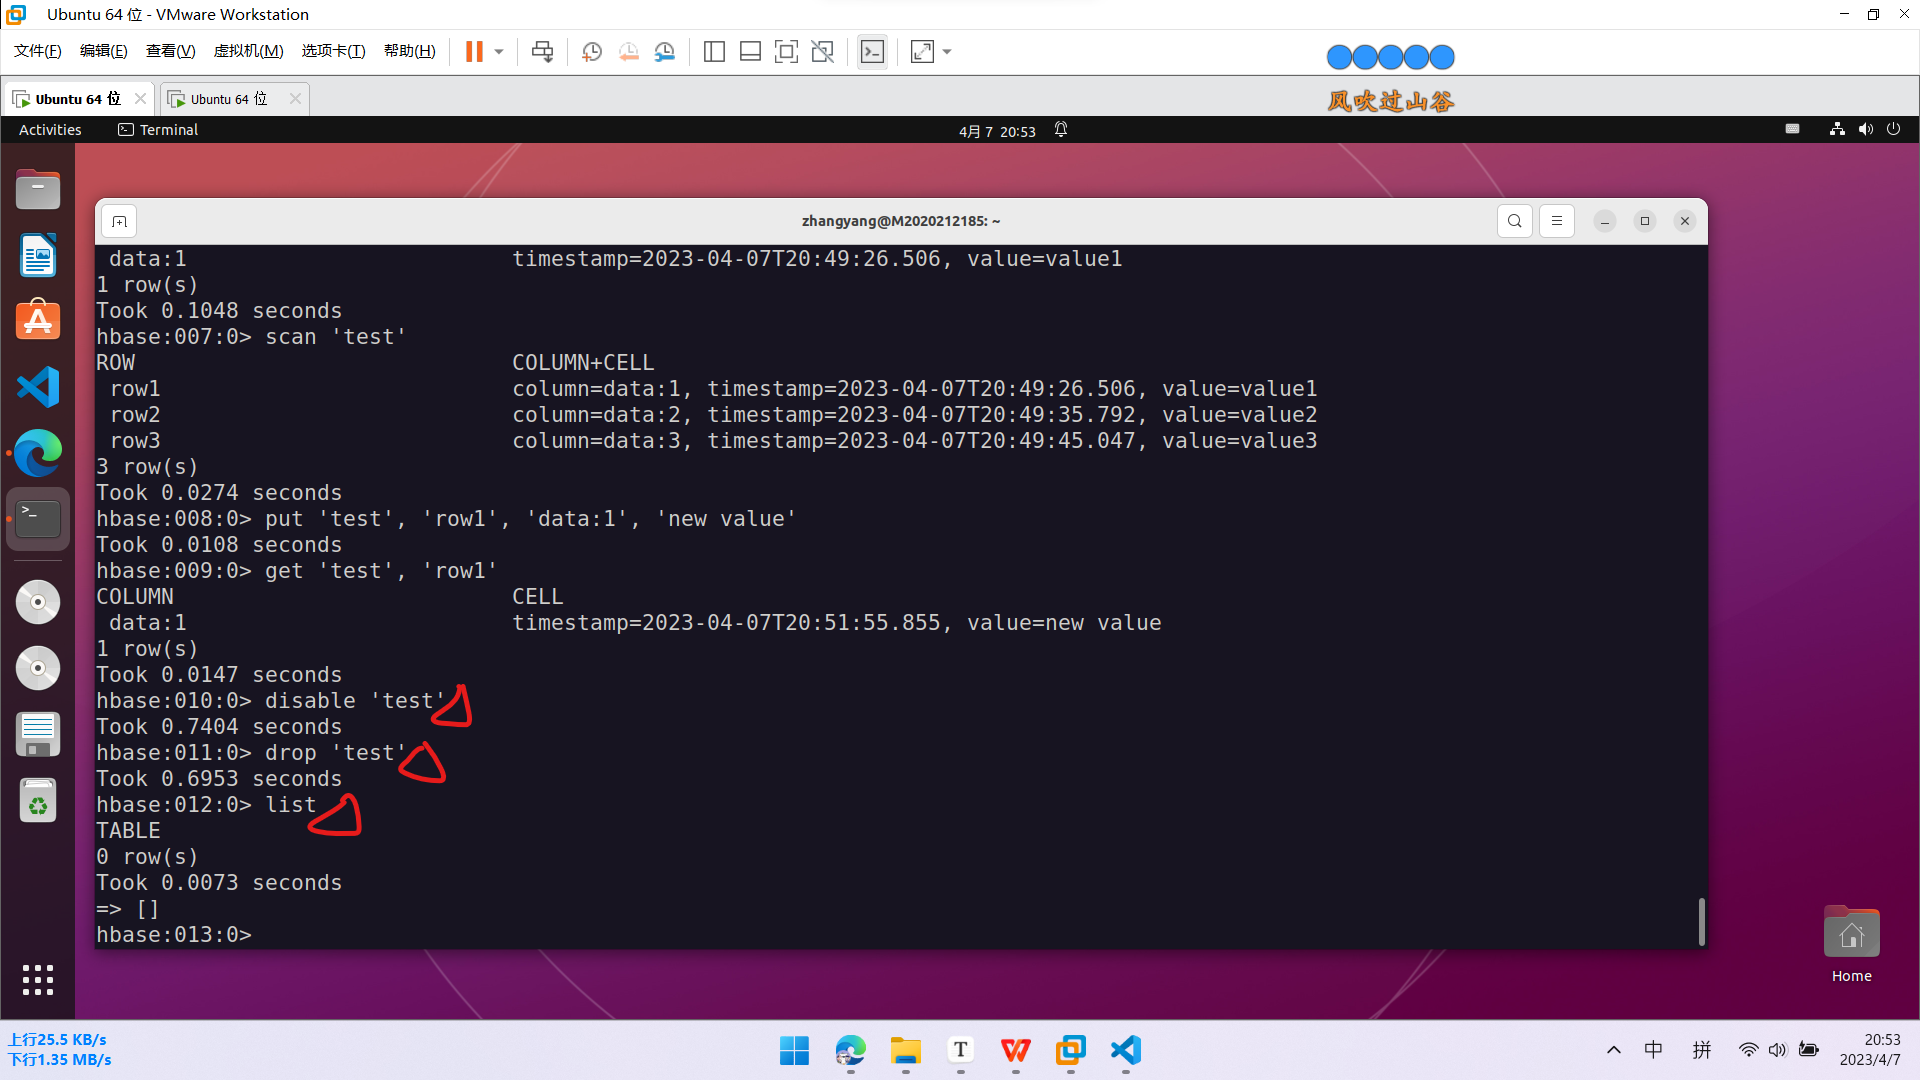 Ubuntu 64 位 - VMware Workstation
文件(F) 编辑(E) 查看(V) 虚拟机(M) 选项卡(T) 帮助(H)
Ubuntu 64 位 Ubuntu 64 位
风吹过山谷
Activities Terminal 4月 7 20:53
zhangyang@M2020212185: ~
data:1 timestamp=2023-04-07T20:49:26.506, value=value1
1 row(s)
Took 0.1048 seconds
hbase:007:0> scan 'test'
ROW COLUMN+CELL
row1 column=data:1, timestamp=2023-04-07T20:49:26.506, value=value1
row2 column=data:2, timestamp=2023-04-07T20:49:35.792, value=value2
row3 column=data:3, timestamp=2023-04-07T20:49:45.047, value=value3
3 row(s)
Took 0.0274 seconds
hbase:008:0> put 'test', 'row1', 'data:1', 'new value'
Took 0.0108 seconds
hbase:009:0> get 'test', 'row1'
COLUMN CELL
data:1 timestamp=2023-04-07T20:51:55.855, value=new value
1 row(s)
Took 0.0147 seconds
hbase:010:0> disable 'test'
Took 0.7404 seconds
hbase:011:0> drop 'test'
Took 0.6953 seconds
hbase:012:0> list
TABLE
0 row(s)
Took 0.0073 seconds
=> []
hbase:013:0>
Home
上行25.5 KB/s
下行1.35 MB/s
中 拼 20:53
2023/4/7